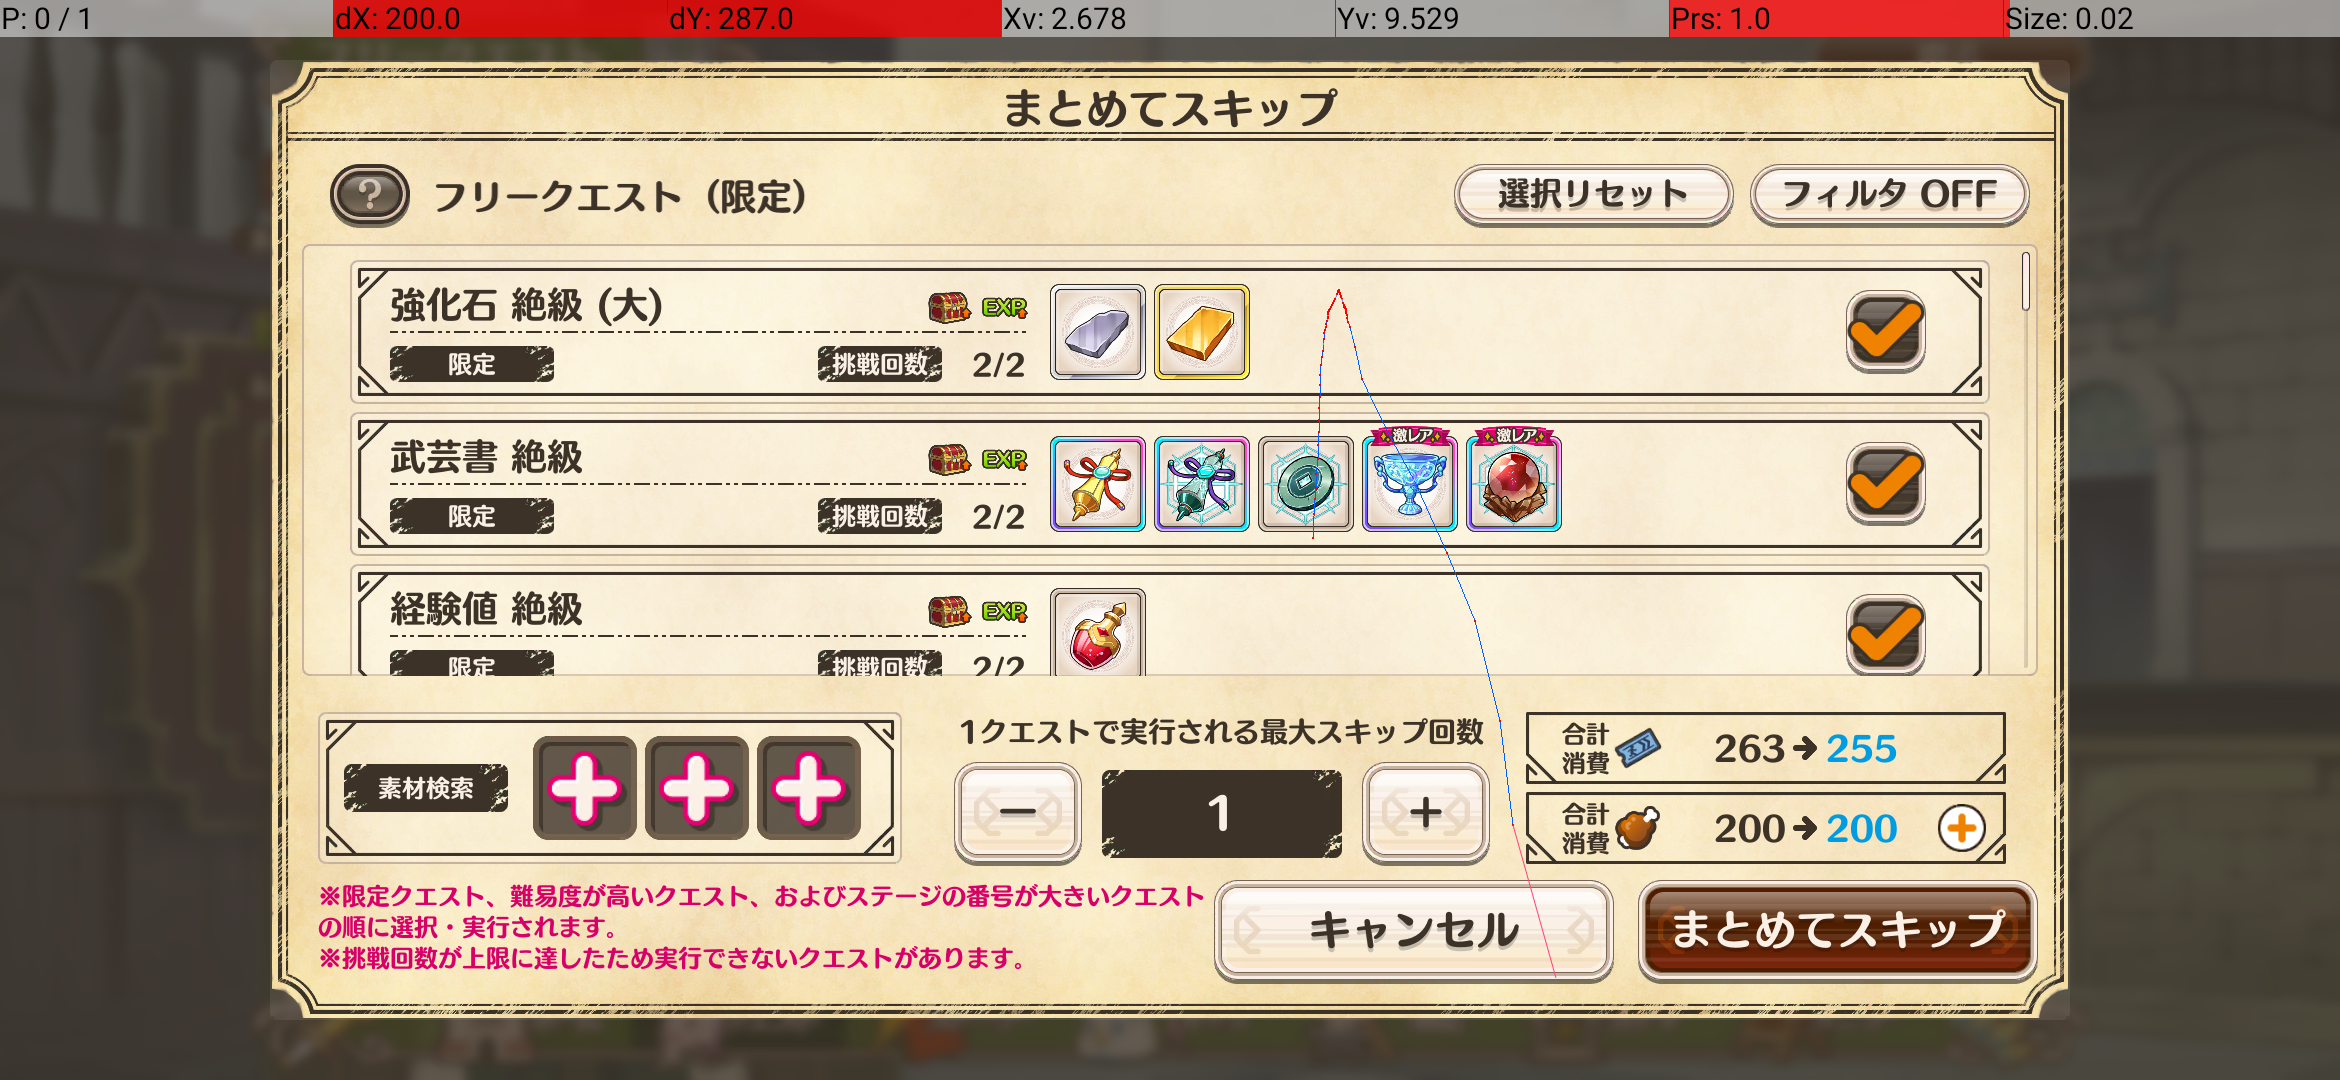 P: 0 / 1
dX: 200.0
dY: 287.0
Xv: 2.678
Yv: 9.529
Prs: 1.0
Size: 0.02
まとめてスキップ
?
フリークエスト（限定）
選択リセット
フィルタ OFF
強化石 絶級 (大)
EXP
限定
挑戦回数
2/2
武芸書 絶級
EXP
激レア
激レア
限定
挑戦回数
2/2
経験値 絶級
EXP
限定
挑戦回数
2/2
素材検索
1クエストで実行される最大スキップ回数
1
合計
消費
263
255
合計
消費
200
200
※限定クエスト、難易度が高いクエスト、およびステージの番号が大きいクエスト
の順に選択・実行されます。
※挑戦回数が上限に達したため実行できないクエストがあります。
キャンセル
まとめてスキップ